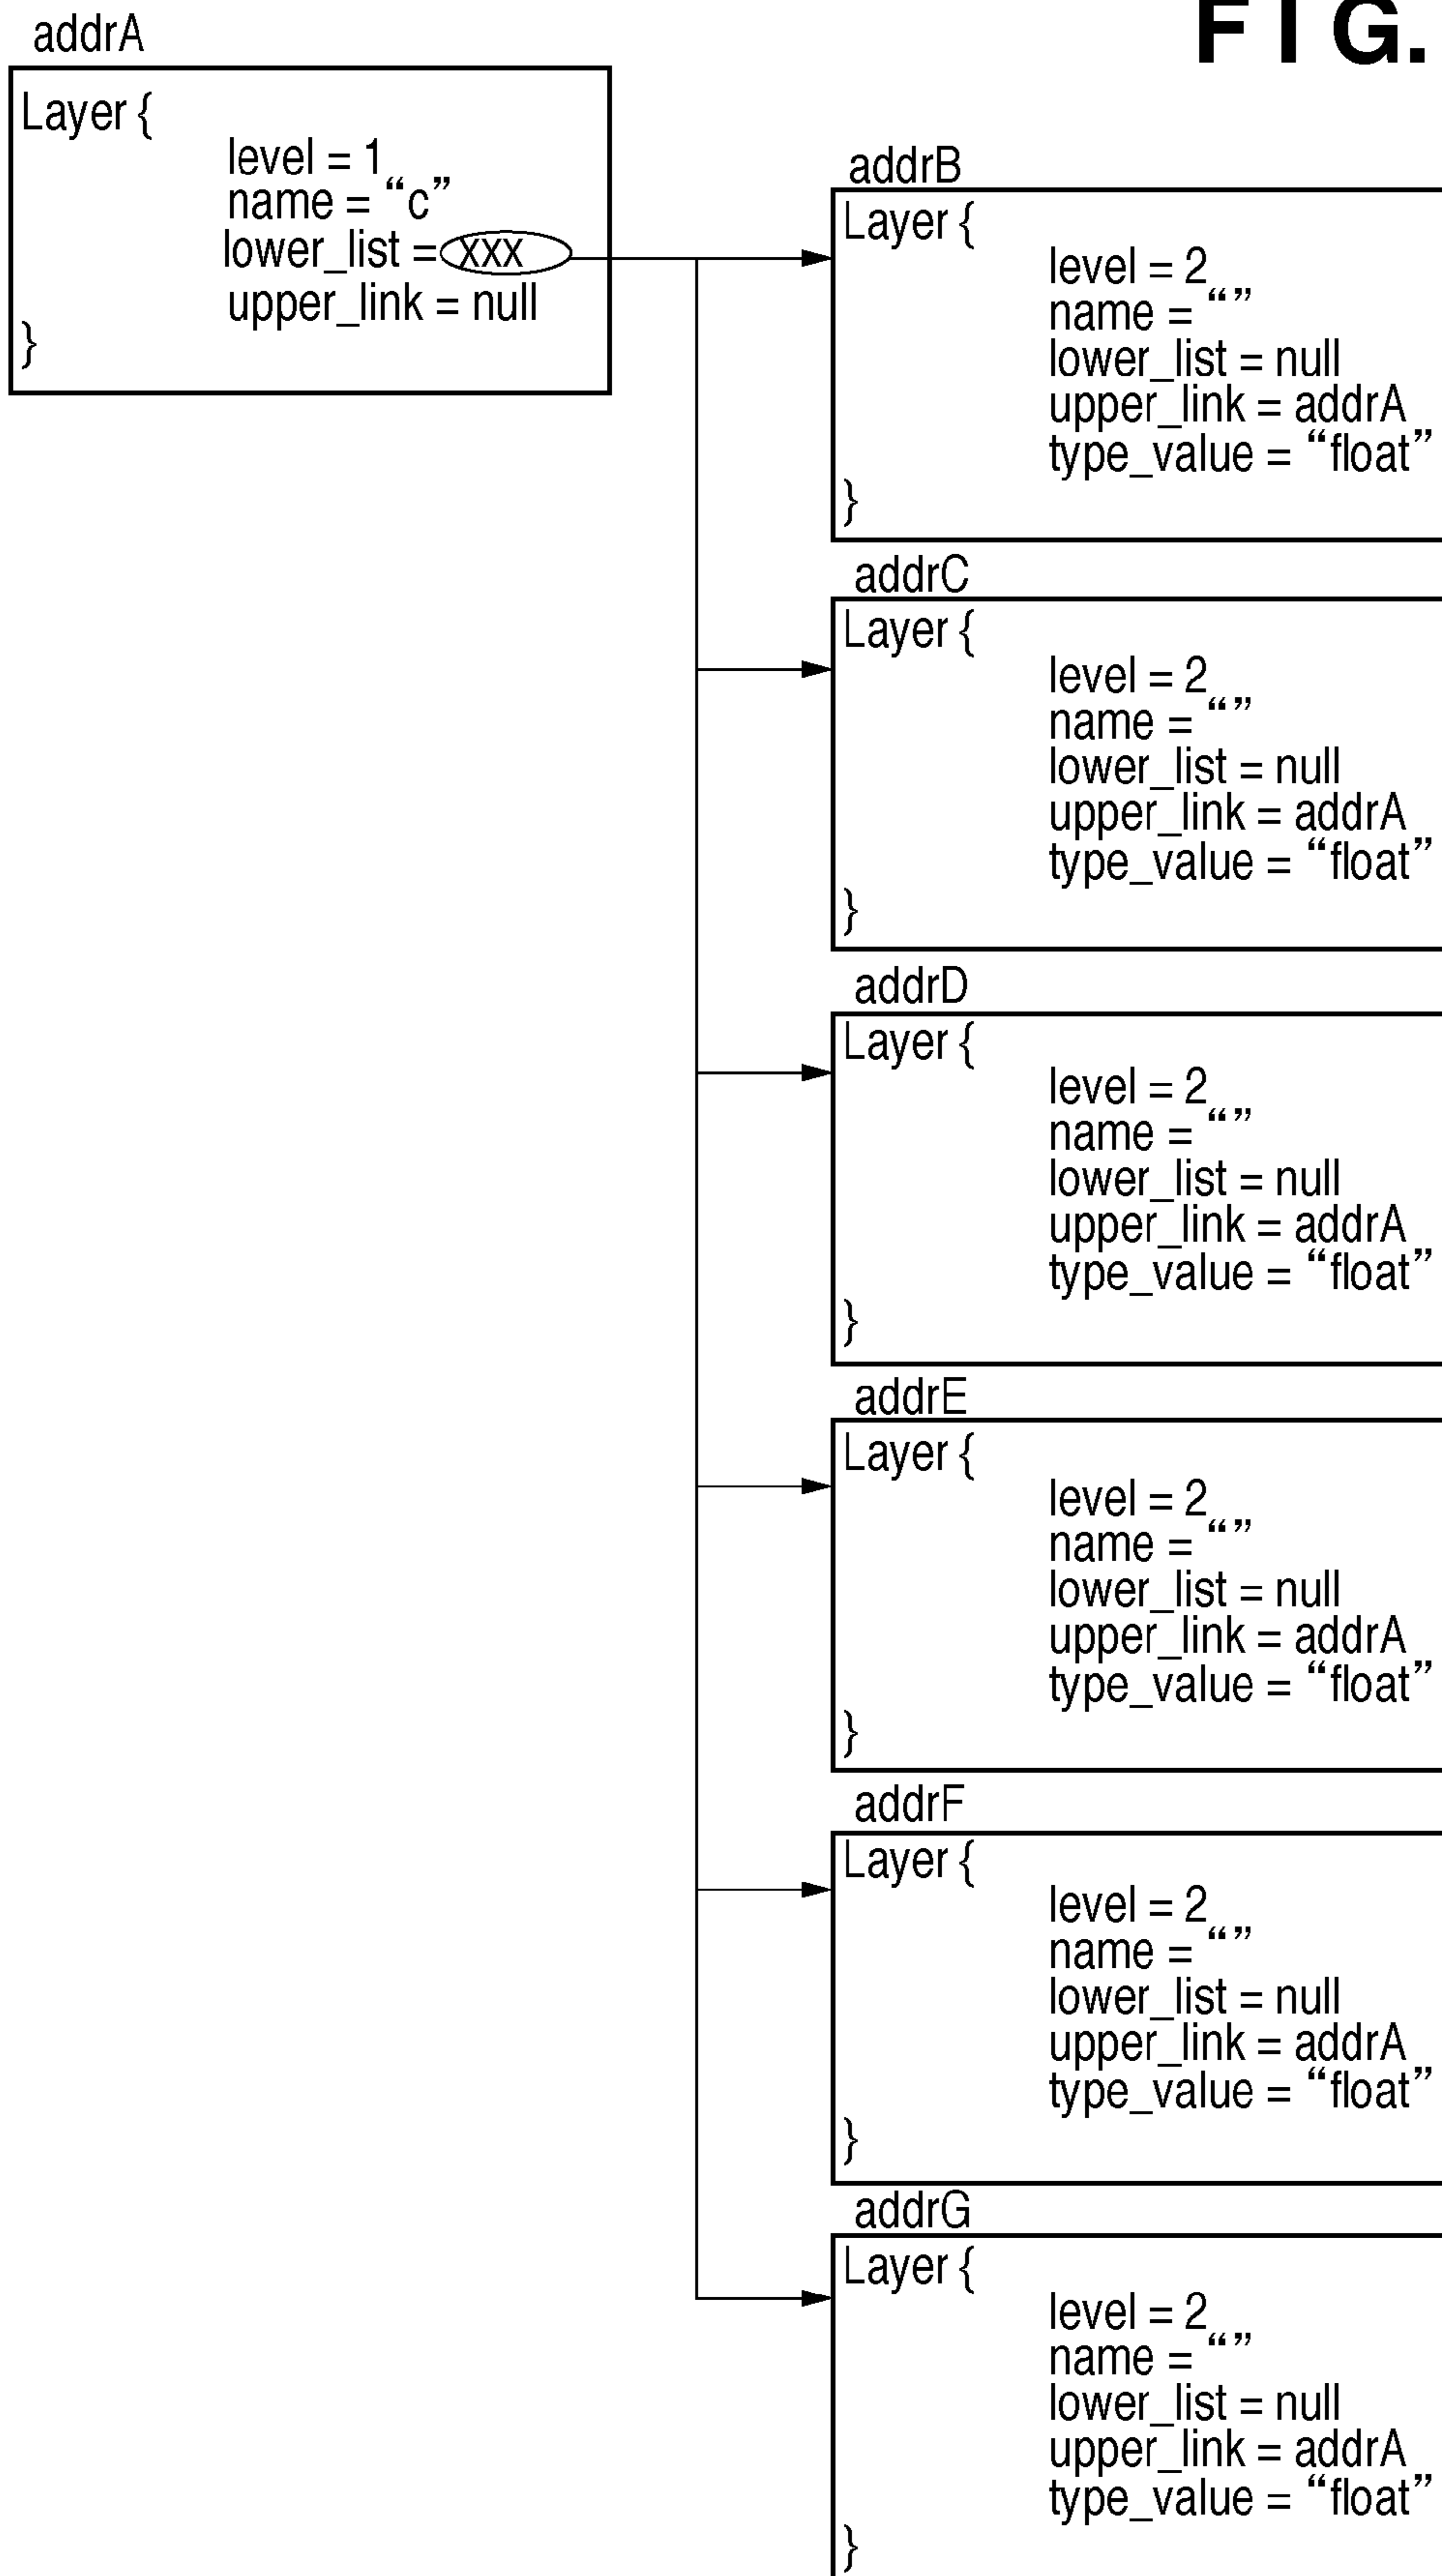 FIG.
addrA
Layer {
level = 1
name = “c”
lower_list = xxx
upper_link = null
}
addrB
Layer {
level = 2
name = “”
lower_list = null
upper_link = addrA
type_value = “float”
}
addrC
Layer {
level = 2
name = “”
lower_list = null
upper_link = addrA
type_value = “float”
}
addrD
Layer {
level = 2
name = “”
lower_list = null
upper_link = addrA
type_value = “float”
}
addrE
Layer {
level = 2
name = “”
lower_list = null
upper_link = addrA
type_value = “float”
}
addrF
Layer {
level = 2
name = “”
lower_list = null
upper_link = addrA
type_value = “float”
}
addrG
Layer {
level = 2
name = “”
lower_list = null
upper_link = addrA
type_value = “float”
}